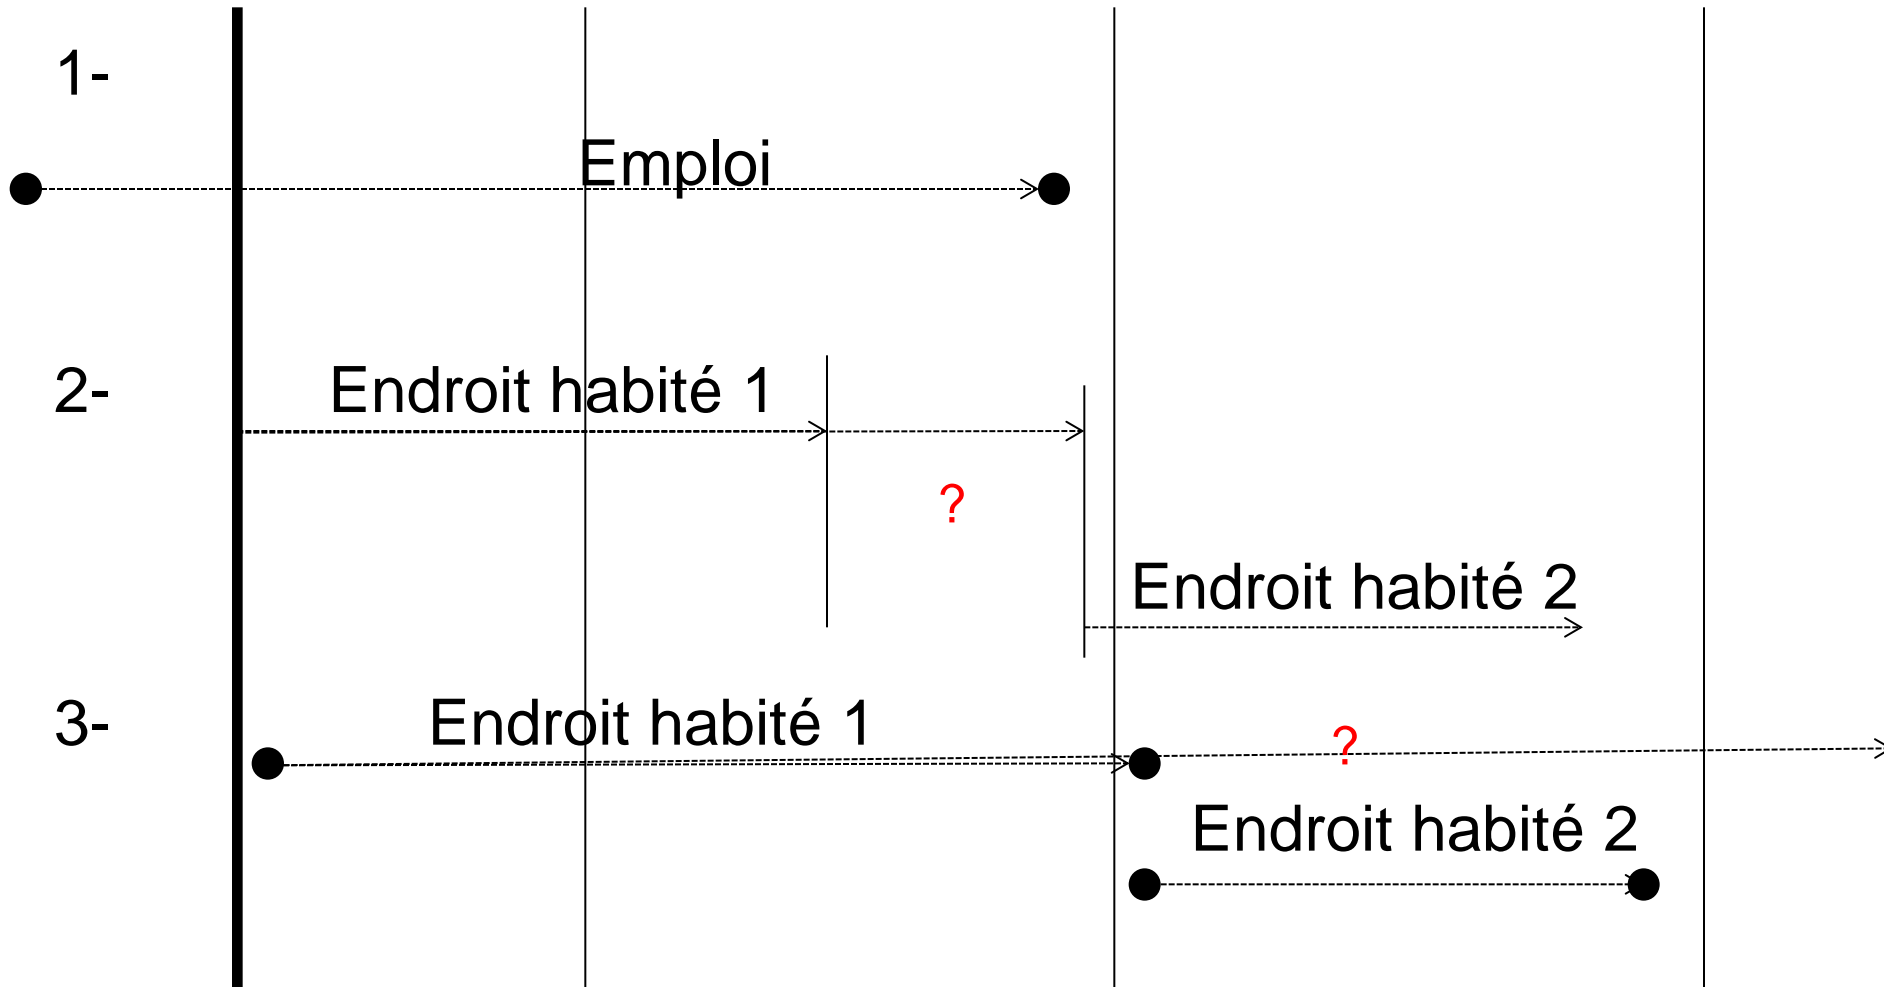 1-
Emploi
2-
Endroit habité 1
?
Endroit habité 2
3-
Endroit habité 1
?
Endroit habité 2